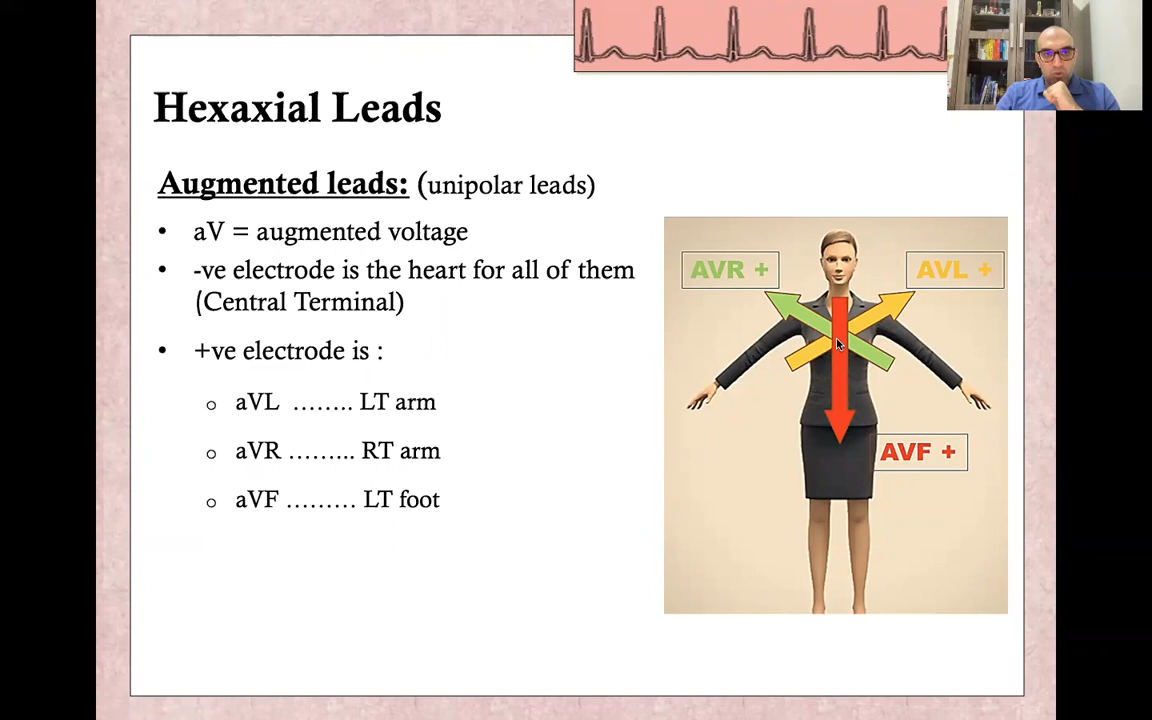 Hexaxial Leads
Augmented leads: (unipolar leads)
• aV = augmented voltage
• -ve electrode is the heart for all of them
(Central Terminal)
• +ve electrode is :
o aVL …….. LT arm
o aVR ……... RT arm
o aVF ……… LT foot
AVR +
AVL +
AVF +